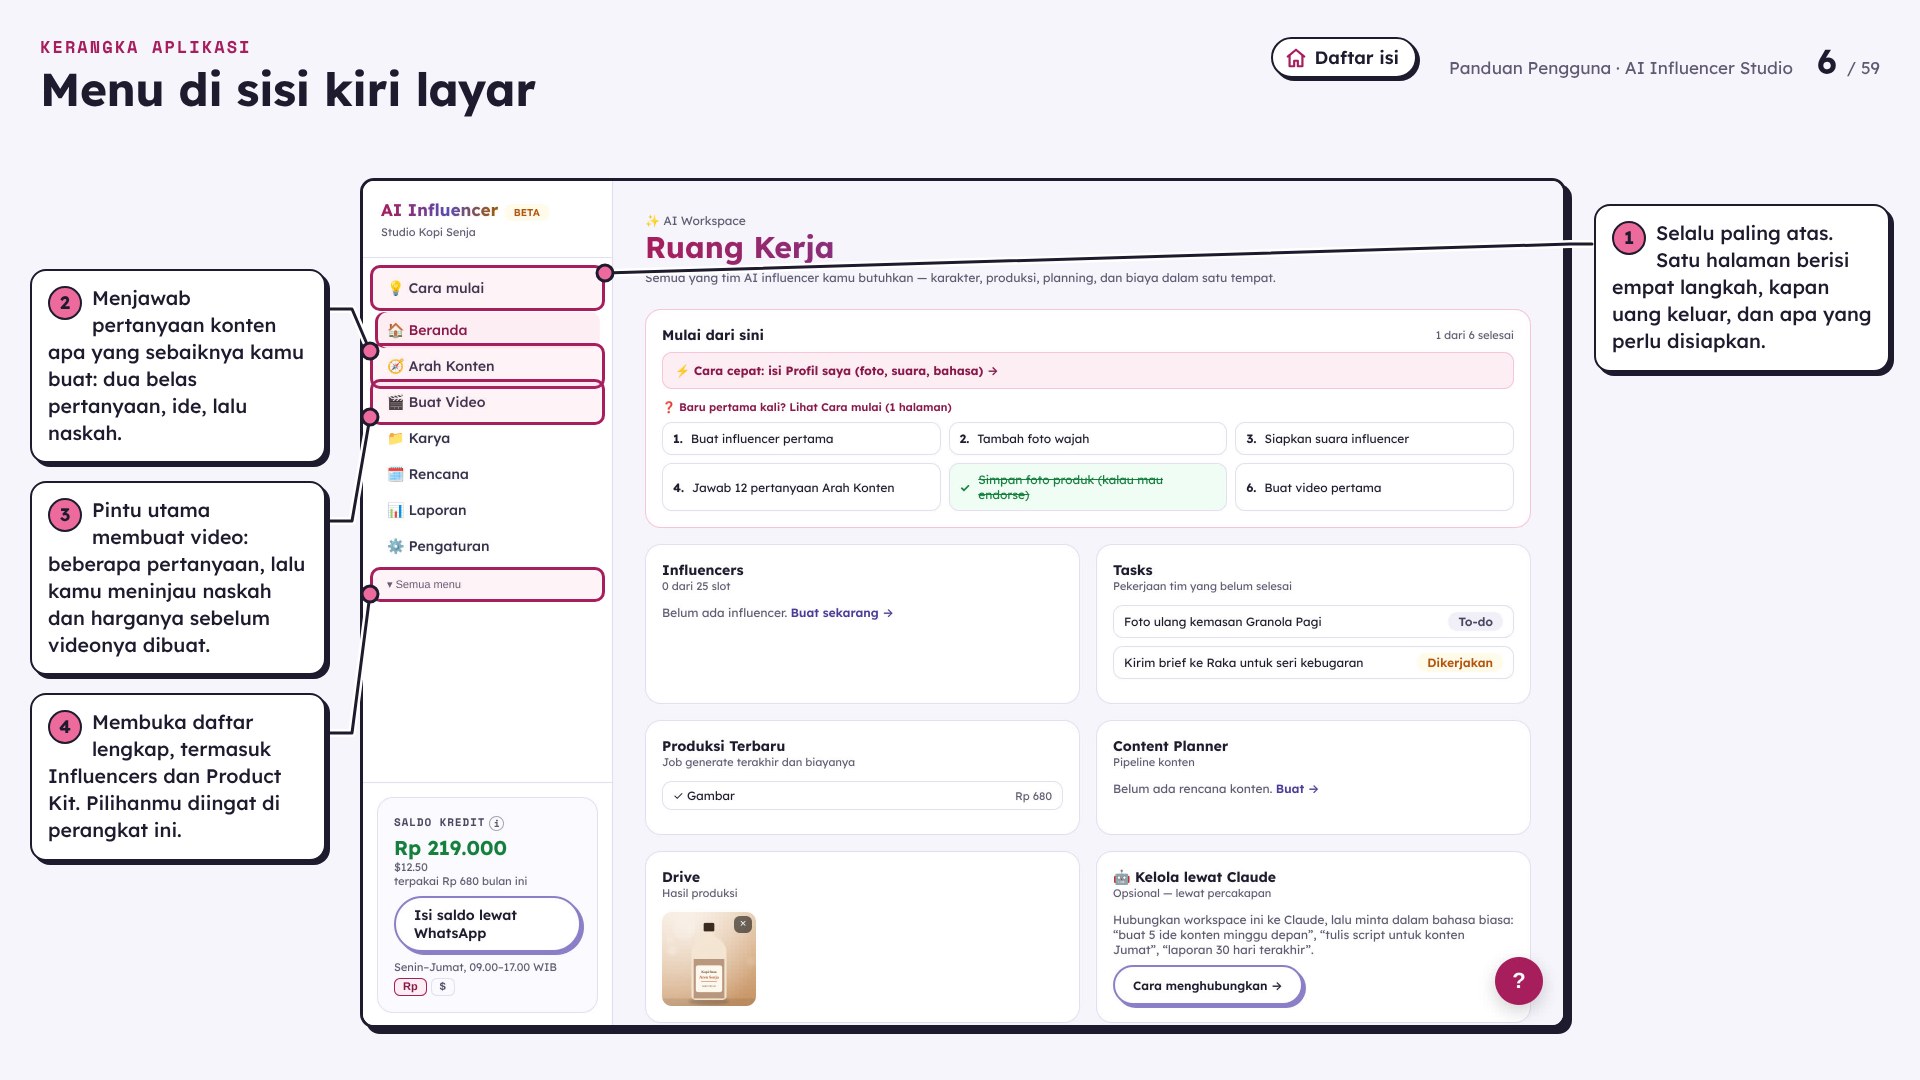 KERANGKA APLIKASI
Menu di sisi kiri layar
Daftar isi
Panduan Pengguna · AI Influencer Studio
6 / 59
2 Menjawab
pertanyaan konten
apa yang sebaiknya kamu
buat: dua belas
pertanyaan, ide, lalu
naskah.
3 Pintu utama
membuat video:
beberapa pertanyaan, lalu
kamu meninjau naskah
dan harganya sebelum
videonya dibuat.
4 Membuka daftar
lengkap, termasuk
Influencers dan Product
Kit. Pilihanmu diingat di
perangkat ini.
AI Influencer BETA
Studio Kopi Senja
💡 Cara mulai
🏠 Beranda
🧭 Arah Konten
🎬 Buat Video
📁 Karya
🗓️ Rencana
📊 Laporan
⚙️ Pengaturan
▾ Semua menu
SALDO KREDIT i
Rp 219.000
$12.50
terpakai Rp 680 bulan ini
Isi saldo lewat
WhatsApp
Senin–Jumat, 09.00–17.00 WIB
Rp $
✨ AI Workspace
Ruang Kerja
Semua yang tim AI influencer kamu butuhkan — karakter, produksi, planning, dan biaya dalam satu tempat.
Mulai dari sini
1 dari 6 selesai
⚡ Cara cepat: isi Profil saya (foto, suara, bahasa) →
❓ Baru pertama kali? Lihat Cara mulai (1 halaman)
1. Buat influencer pertama
2. Tambah foto wajah
3. Siapkan suara influencer
4. Jawab 12 pertanyaan Arah Konten
✓ Simpan foto produk (kalau mau
endorse)
6. Buat video pertama
Influencers
0 dari 25 slot
Belum ada influencer. Buat sekarang →
Tasks
Pekerjaan tim yang belum selesai
Foto ulang kemasan Granola Pagi To-do
Kirim brief ke Raka untuk seri kebugaran Dikerjakan
Produksi Terbaru
Job generate terakhir dan biayanya
✓ Gambar Rp 680
Content Planner
Pipeline konten
Belum ada rencana konten. Buat →
Drive
Hasil produksi
×
🤖 Kelola lewat Claude
Opsional — lewat percakapan
Hubungkan workspace ini ke Claude, lalu minta dalam bahasa biasa:
“buat 5 ide konten minggu depan”, “tulis script untuk konten
Jumat”, “laporan 30 hari terakhir”.
Cara menghubungkan →
?
1 Selalu paling atas.
Satu halaman berisi
empat langkah, kapan
uang keluar, dan apa yang
perlu disiapkan.